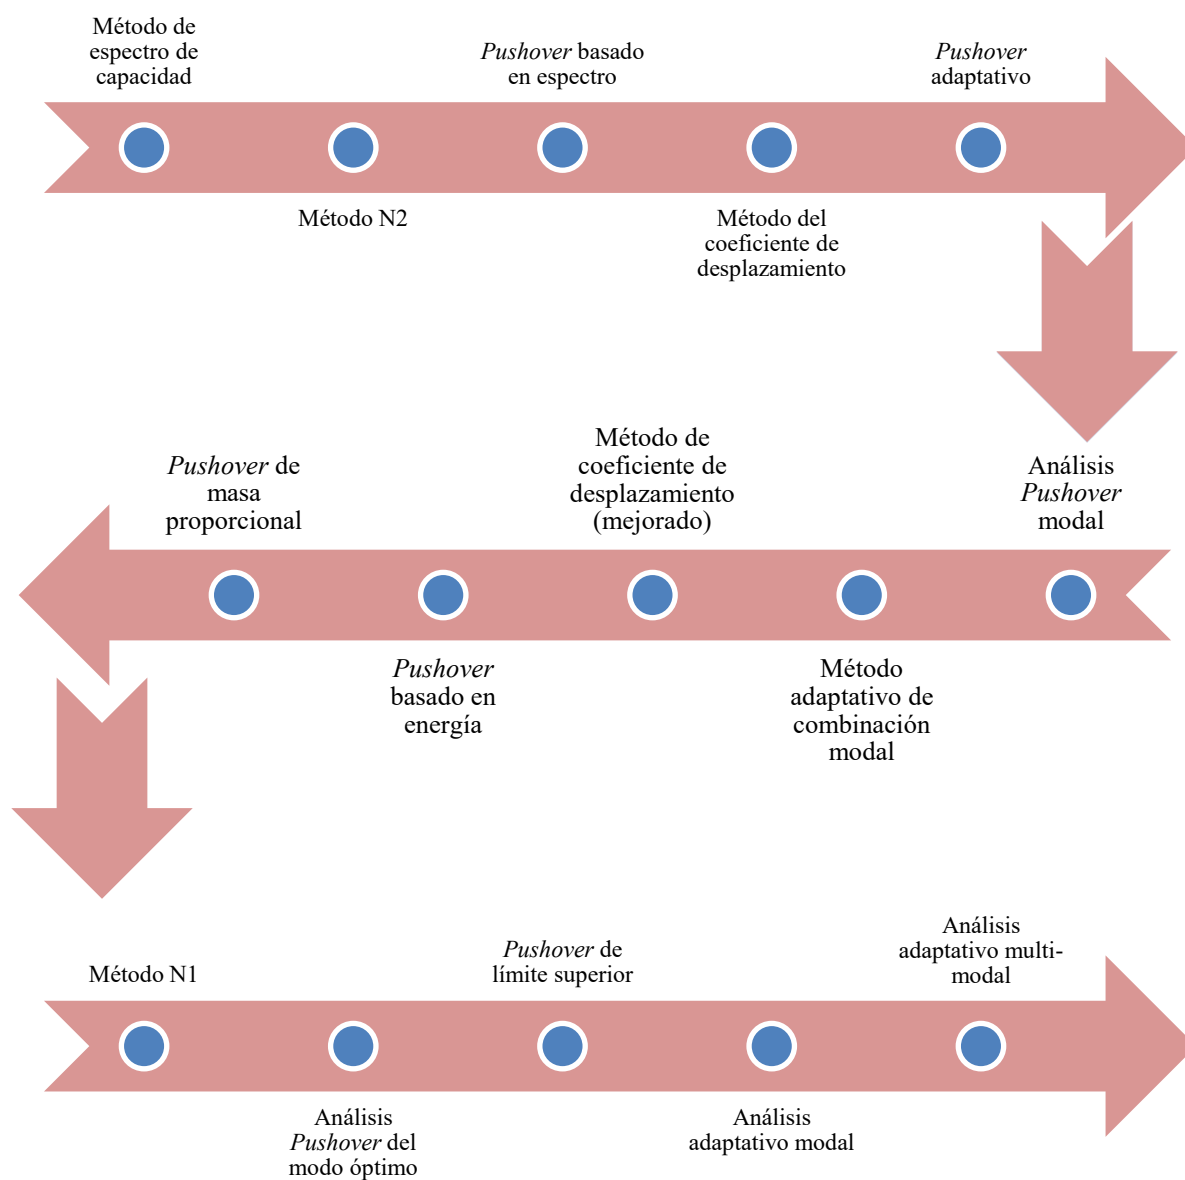 Método de
espectro de
capacidad
Método N2
Pushover basado
en espectro
Método del
coeficiente de
desplazamiento
Pushover
adaptativo
Análisis
Pushover
modal
Método
adaptativo de
combinación
modal
Método de
coeficiente de
desplazamiento
(mejorado)
Pushover
basado en
energía
Pushover de
masa
proporcional
Método N1
Análisis
Pushover del
modo óptimo
Pushover de
límite superior
Análisis
adaptativo modal
Análisis
adaptativo multi-
modal